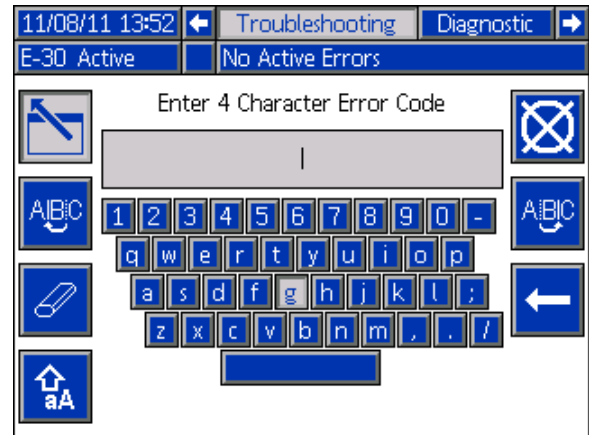 11/08/11 13:52 Troubleshooting Diagnostic
E-30 Active No Active Errors
Enter 4 Character Error Code
ABC 1 2 3 4 5 6 7 8 9 0 - ABC
q w e r t y u i o p
a s d f g h j k l ;
z x c v b n m , . /
aA